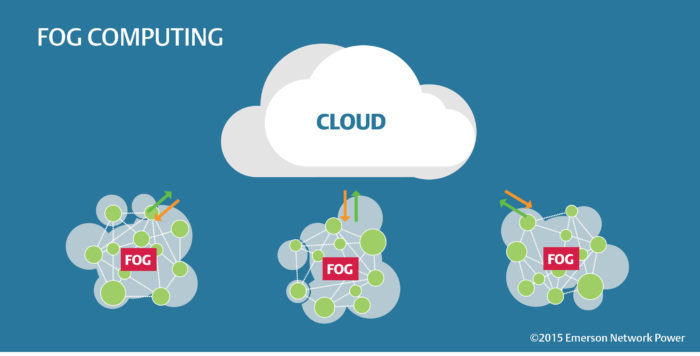 FOG COMPUTING
CLOUD
FOG
FOG
FOG
©2015 Emerson Network Power